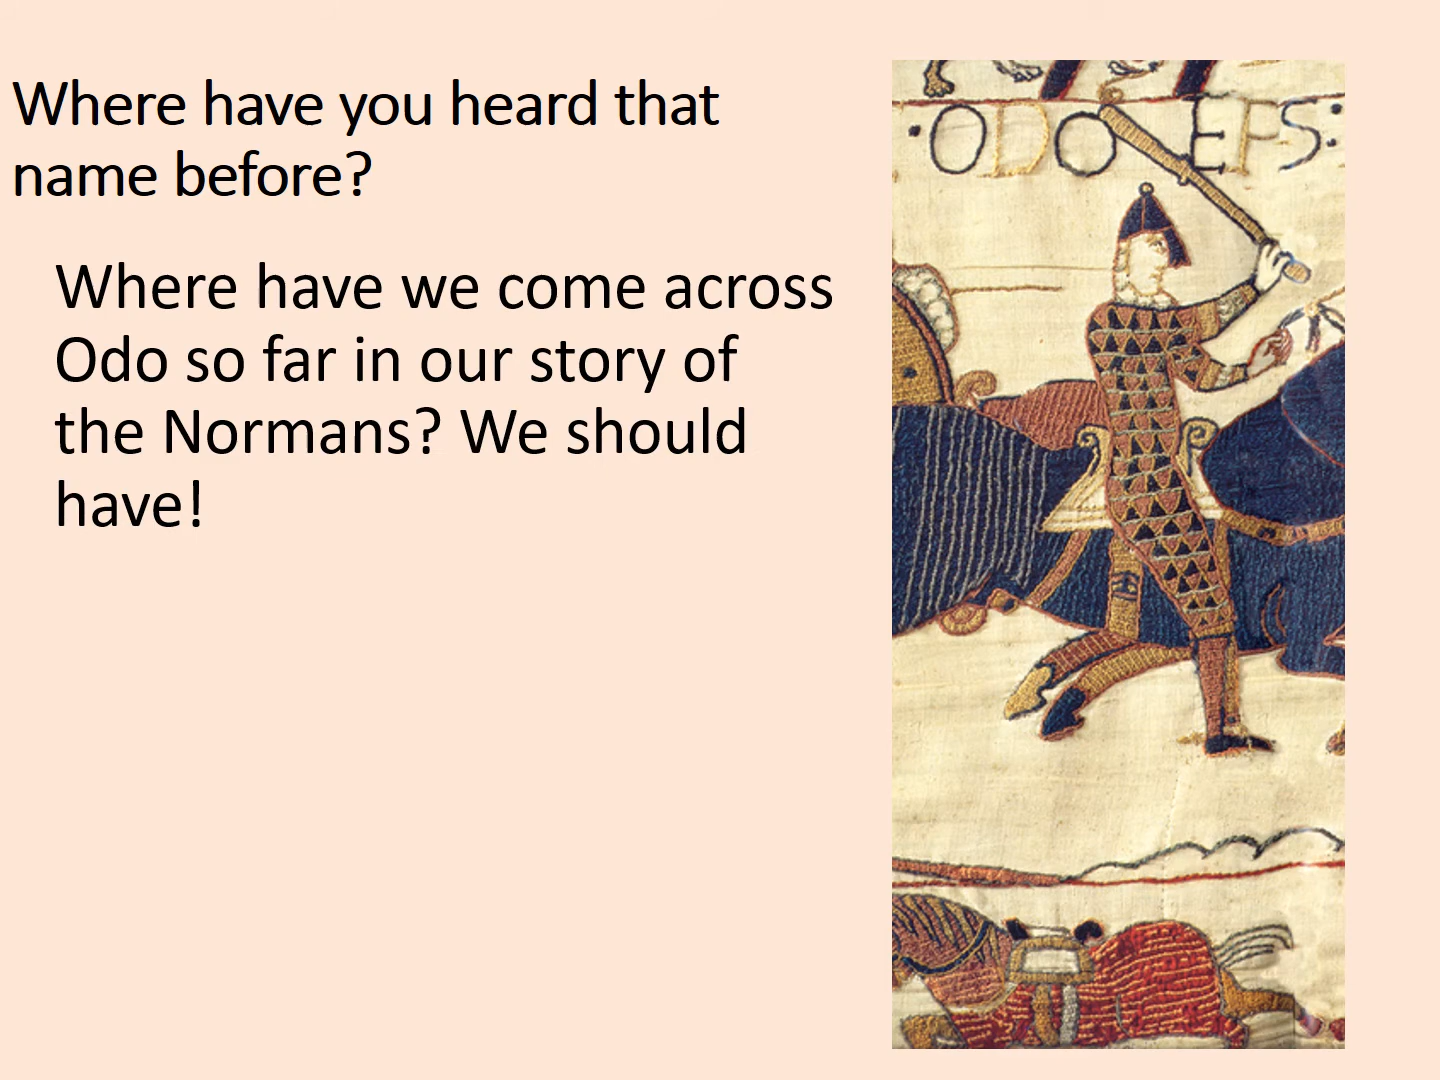 Where have you heard that
name before?
Where have we come across
Odo so far in our story of
the Normans? We should
have!
·ODO EPS: